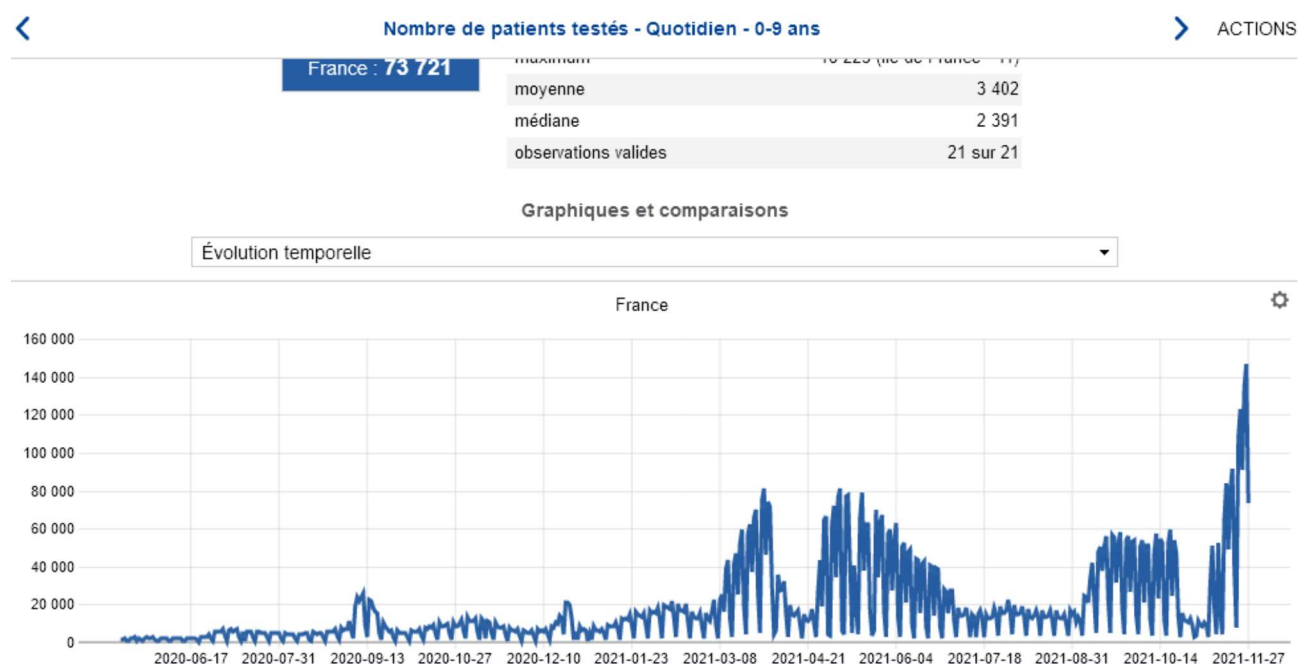 Nombre de patients testés - Quotidien - 0-9 ans
ACTIONS
France : 73 721
maximum
moyenne 3 402
médiane 2 391
observations valides 21 sur 21
Graphiques et comparaisons
Évolution temporelle
France
160 000
140 000
120 000
100 000
80 000
60 000
40 000
20 000
0
2020-06-17 2020-07-31 2020-09-13 2020-10-27 2020-12-10 2021-01-23 2021-03-08 2021-04-21 2021-06-04 2021-07-18 2021-08-31 2021-10-14 2021-11-27